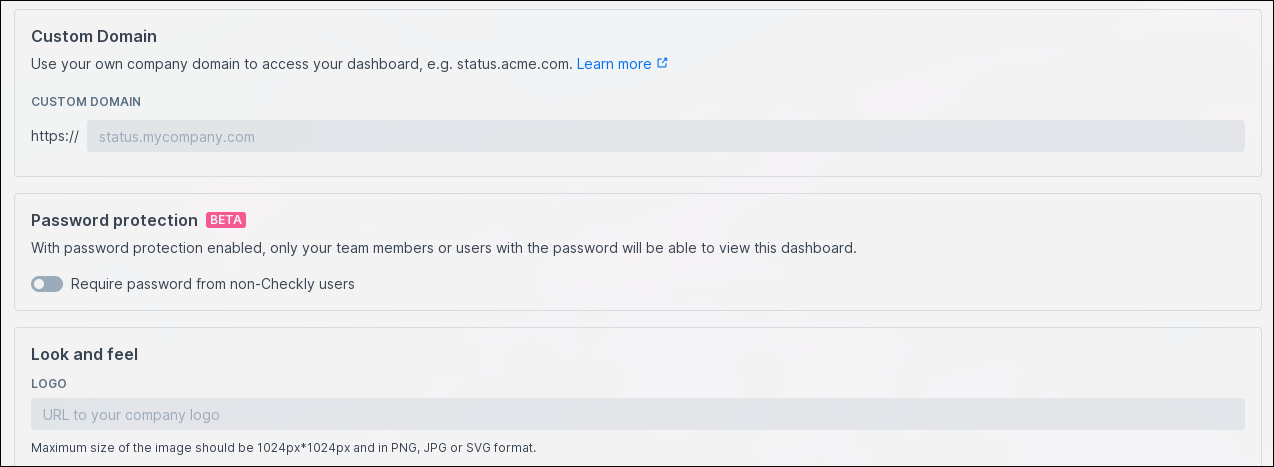 Custom Domain
Use your own company domain to access your dashboard, e.g. status.acme.com. Learn more
CUSTOM DOMAIN
https:// status.mycompany.com
Password protection BETA
With password protection enabled, only your team members or users with the password will be able to view this dashboard.
Require password from non-Checkly users
Look and feel
LOGO
URL to your company logo
Maximum size of the image should be 1024px*1024px and in PNG, JPG or SVG format.